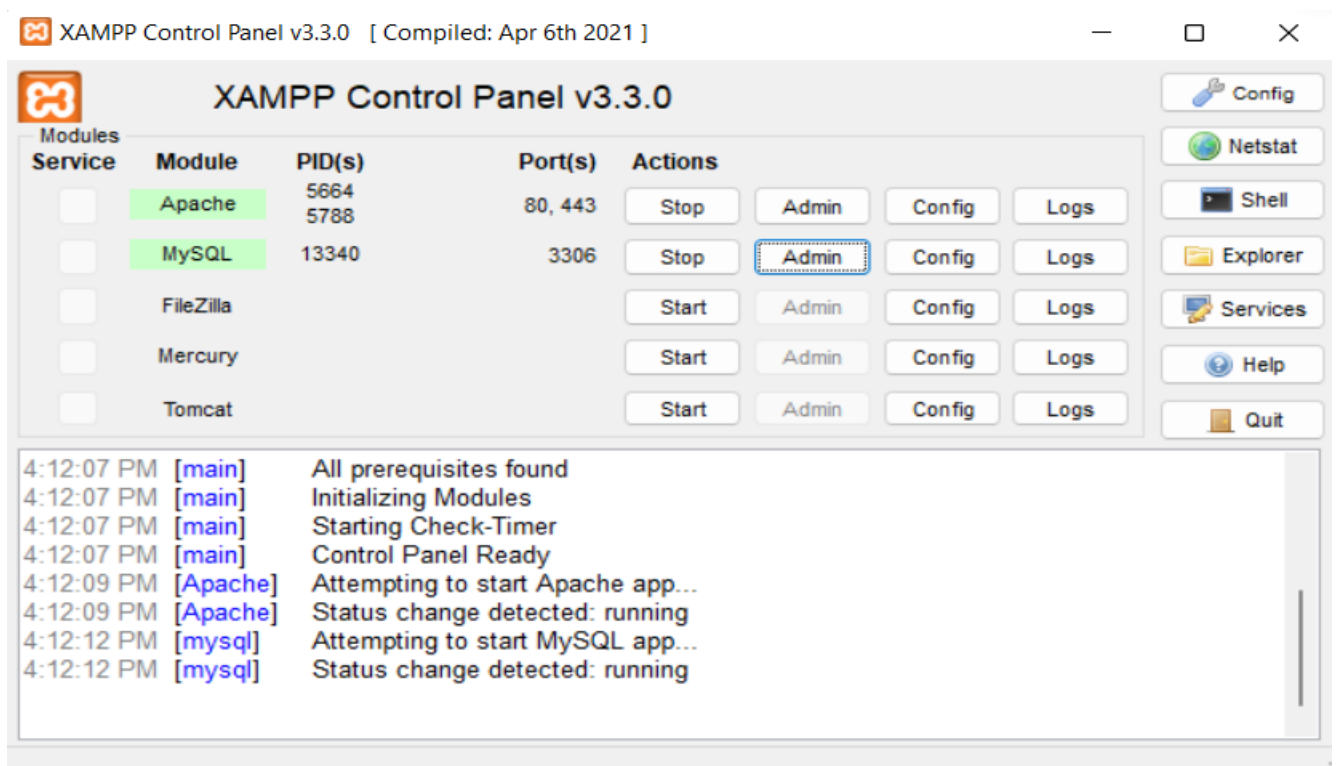 XAMPP Control Panel v3.3.0 [ Compiled: Apr 6th 2021 ]
XAMPP Control Panel v3.3.0
Config
Modules
Service Module PID(s) Port(s) Actions
Netstat
Apache 5664 5788 80, 443 Stop Admin Config Logs
Shell
MySQL 13340 3306 Stop Admin Config Logs
Explorer
FileZilla Start Admin Config Logs
Services
Mercury Start Admin Config Logs
Help
Tomcat Start Admin Config Logs
Quit
4:12:07 PM [main] All prerequisites found
4:12:07 PM [main] Initializing Modules
4:12:07 PM [main] Starting Check-Timer
4:12:07 PM [main] Control Panel Ready
4:12:09 PM [Apache] Attempting to start Apache app...
4:12:09 PM [Apache] Status change detected: running
4:12:12 PM [mysql] Attempting to start MySQL app...
4:12:12 PM [mysql] Status change detected: running